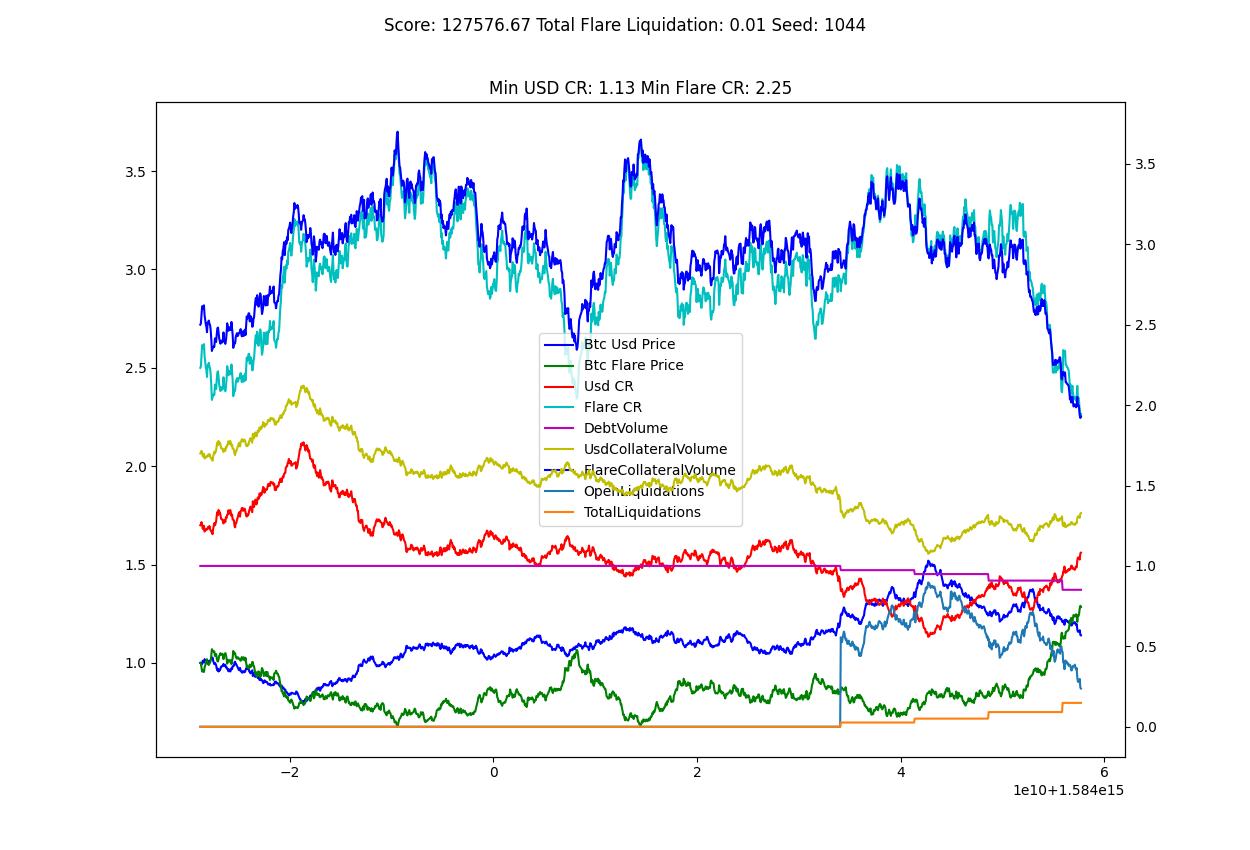 Score: 127576.67 Total Flare Liquidation: 0.01 Seed: 1044
Min USD CR: 1.13 Min Flare CR: 2.25
3.5
3.0
2.5
2.0
1.5
1.0
3.5
3.0
2.5
2.0
1.5
1.0
0.5
0.0
Btc Usd Price
Btc Flare Price
Usd CR
Flare CR
DebtVolume
UsdCollateralVolume
FlareCollateralVolume
OpenLiquidations
TotalLiquidations
−2
0
2
4
6
1e10+1.584e15